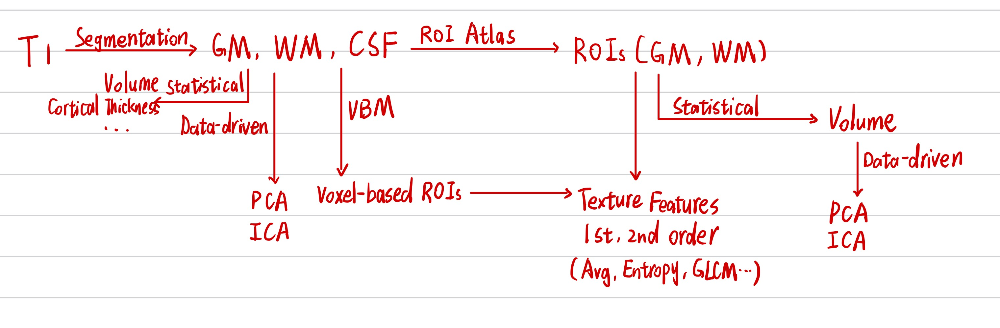 T1 Segmentation GM, WM, CSF ROI Atlas ROIs (GM, WM)
Volume Statistical
Cortical Thickness
...
Data-driven
VBM
Statistical
Volume
Data-driven
PCA
ICA
Voxel-based ROIs
Texture Features
1st, 2nd order
(Avg, Entropy, GLCM...)
PCA
ICA